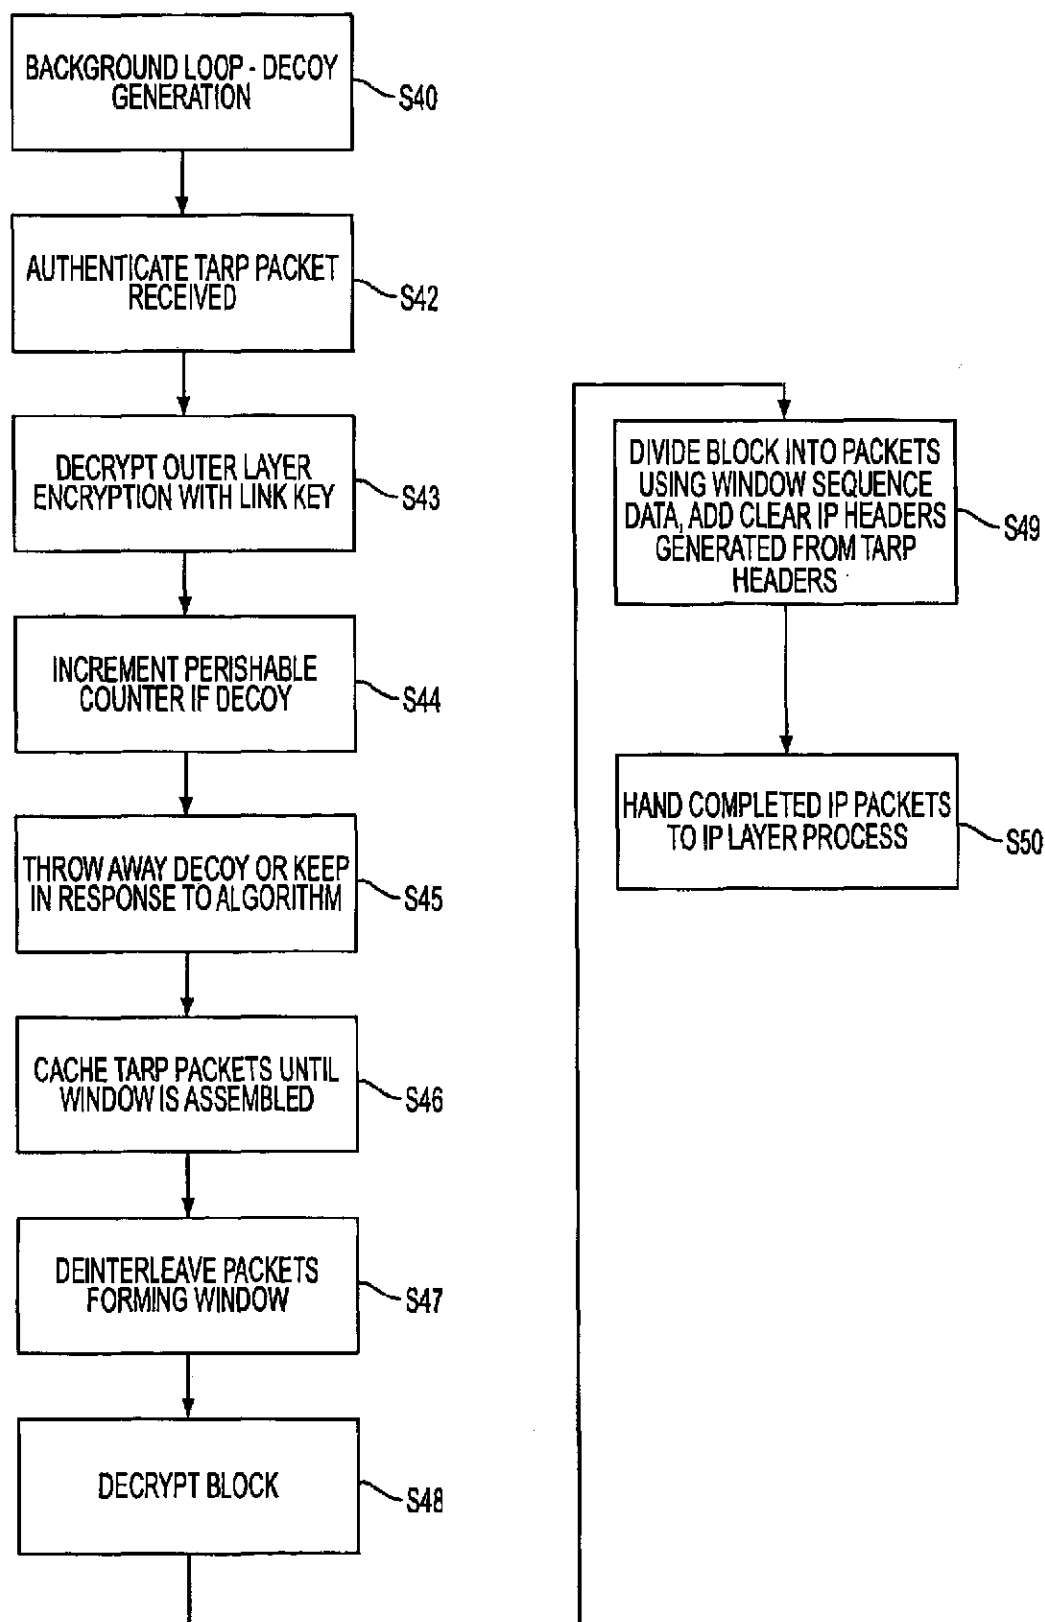 BACKGROUND LOOP - DECOY
GENERATION
S40
AUTHENTICATE TARP PACKET
RECEIVED
S42
DECRYPT OUTER LAYER
ENCRYPTION WITH LINK KEY
S43
INCREMENT PERISHABLE
COUNTER IF DECOY
S44
THROW AWAY DECOY OR KEEP
IN RESPONSE TO ALGORITHM
S45
CACHE TARP PACKETS UNTIL
WINDOW IS ASSEMBLED
S46
DEINTERLEAVE PACKETS
FORMING WINDOW
S47
DECRYPT BLOCK
S48
DIVIDE BLOCK INTO PACKETS
USING WINDOW SEQUENCE
DATA, ADD CLEAR IP HEADERS
GENERATED FROM TARP
HEADERS
S49
HAND COMPLETED IP PACKETS
TO IP LAYER PROCESS
S50